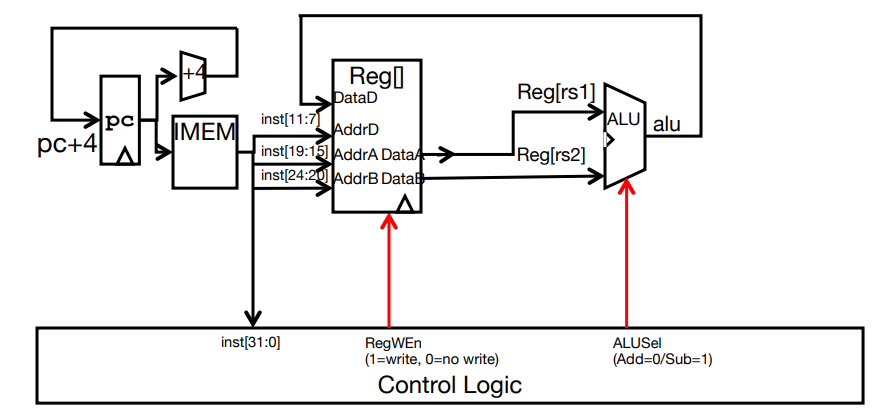 +4
pc
pc+4
IMEM
inst[11:7]
inst[19:15]
inst[24:20]
Reg[]
DataD
AddrD
AddrA DataA
AddrB DataB
Reg[rs1]
Reg[rs2]
ALU
alu
inst[31:0]
RegWEn
(1=write, 0=no write)
ALUSel
(Add=0/Sub=1)
Control Logic